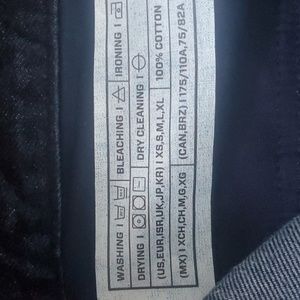 WASHING | BLEACHING | IRONING |
DRYING | DRY CLEANING | 100% COTTON
(US,EUR,ISR,UK,JP,KR) | XS,S,M,L,XL
(MX) | XCH,CH,M,G,XG (CAN,BRZ) | 175/110A,75/82A